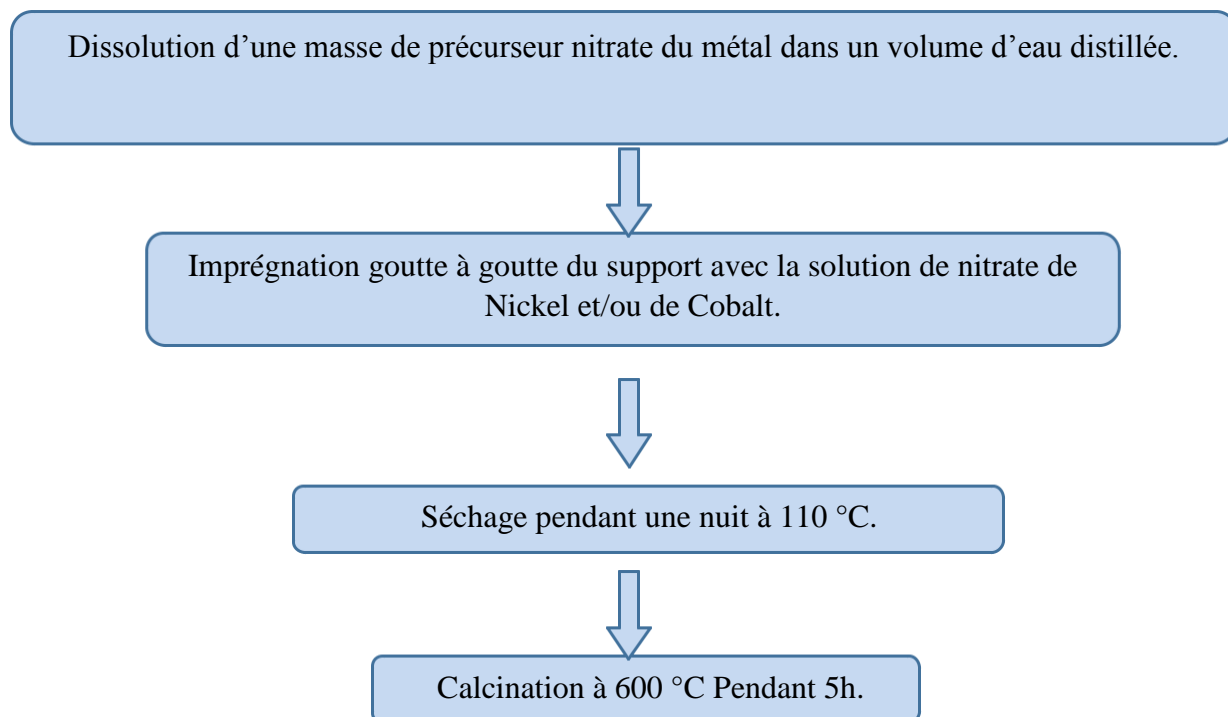 Dissolution d’une masse de précurseur nitrate du métal dans un volume d’eau distillée.
Imprégnation goutte à goutte du support avec la solution de nitrate de
Nickel et/ou de Cobalt.
Séchage pendant une nuit à 110 °C.
Calcination à 600 °C Pendant 5h.